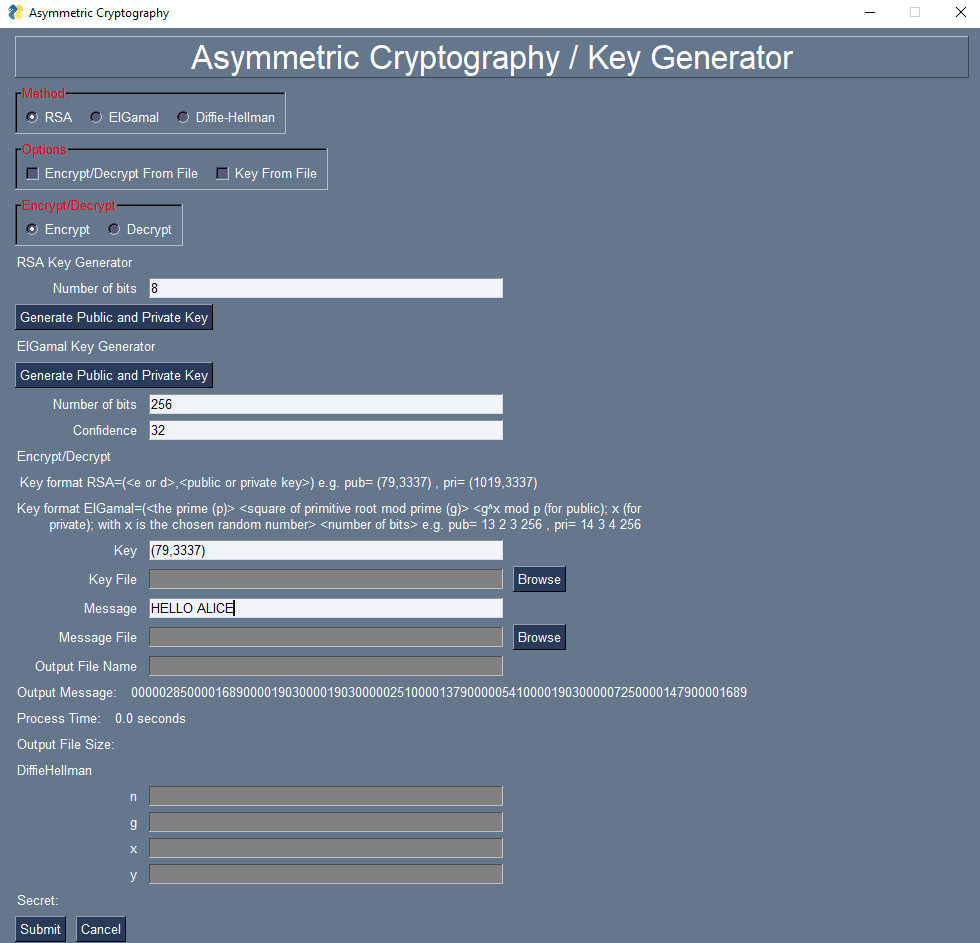 Asymmetric Cryptography
Asymmetric Cryptography / Key Generator
Method
RSA ElGamal Diffie-Hellman
Options
Encrypt/Decrypt From File Key From File
Encrypt/Decrypt
Encrypt Decrypt
RSA Key Generator
Number of bits 8
Generate Public and Private Key
ElGamal Key Generator
Generate Public and Private Key
Number of bits 256
Confidence 32
Encrypt/Decrypt
Key format RSA=(<e or d>,<public or private key>) e.g. pub= (79,3337) , pri= (1019,3337)
Key format ElGamal=(<the prime (p)> <square of primitive root mod prime (g)> <g^x mod p (for public); x (for
private); with x is the chosen random number> <number of bits> e.g. pub= 13 2 3 256 , pri= 14 3 4 256
Key (79,3337)
Key File Browse
Message HELLO ALICE
Message File Browse
Output File Name
Output Message: 0000028500001689000019030000190300000251000013790000054100001903000007250000147900001689
Process Time: 0.0 seconds
Output File Size:
DiffieHellman
n
g
x
y
Secret:
Submit Cancel